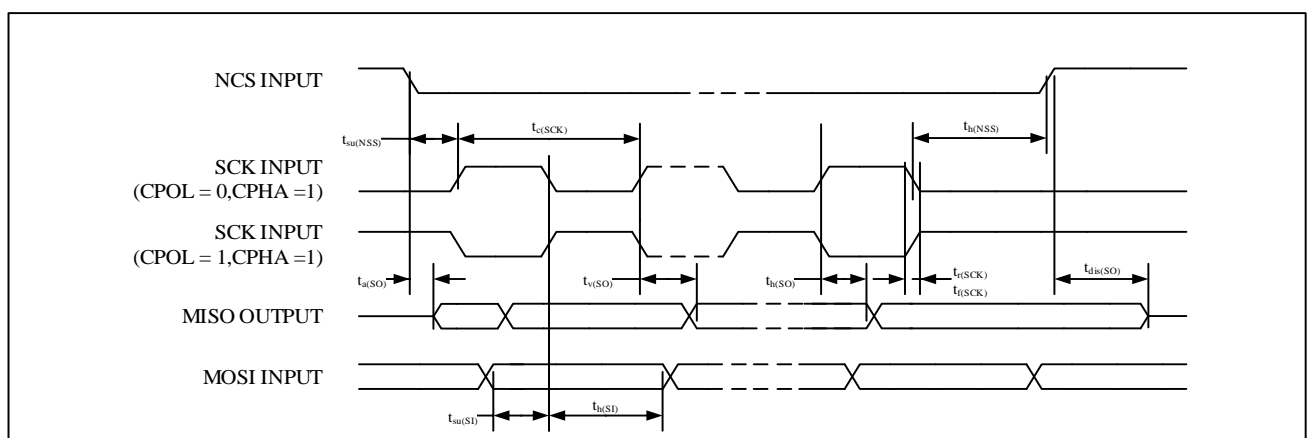 NCS INPUT
t_su(NSS)
t_c(SCK)
t_h(NSS)
SCK INPUT
(CPOL = 0,CPHA =1)
SCK INPUT
(CPOL = 1,CPHA =1)
t_a(SO)
t_v(SO)
t_h(SO)
t_r(SCK)
t_f(SCK)
t_dis(SO)
MISO OUTPUT
MOSI INPUT
t_su(SI)
t_h(SI)